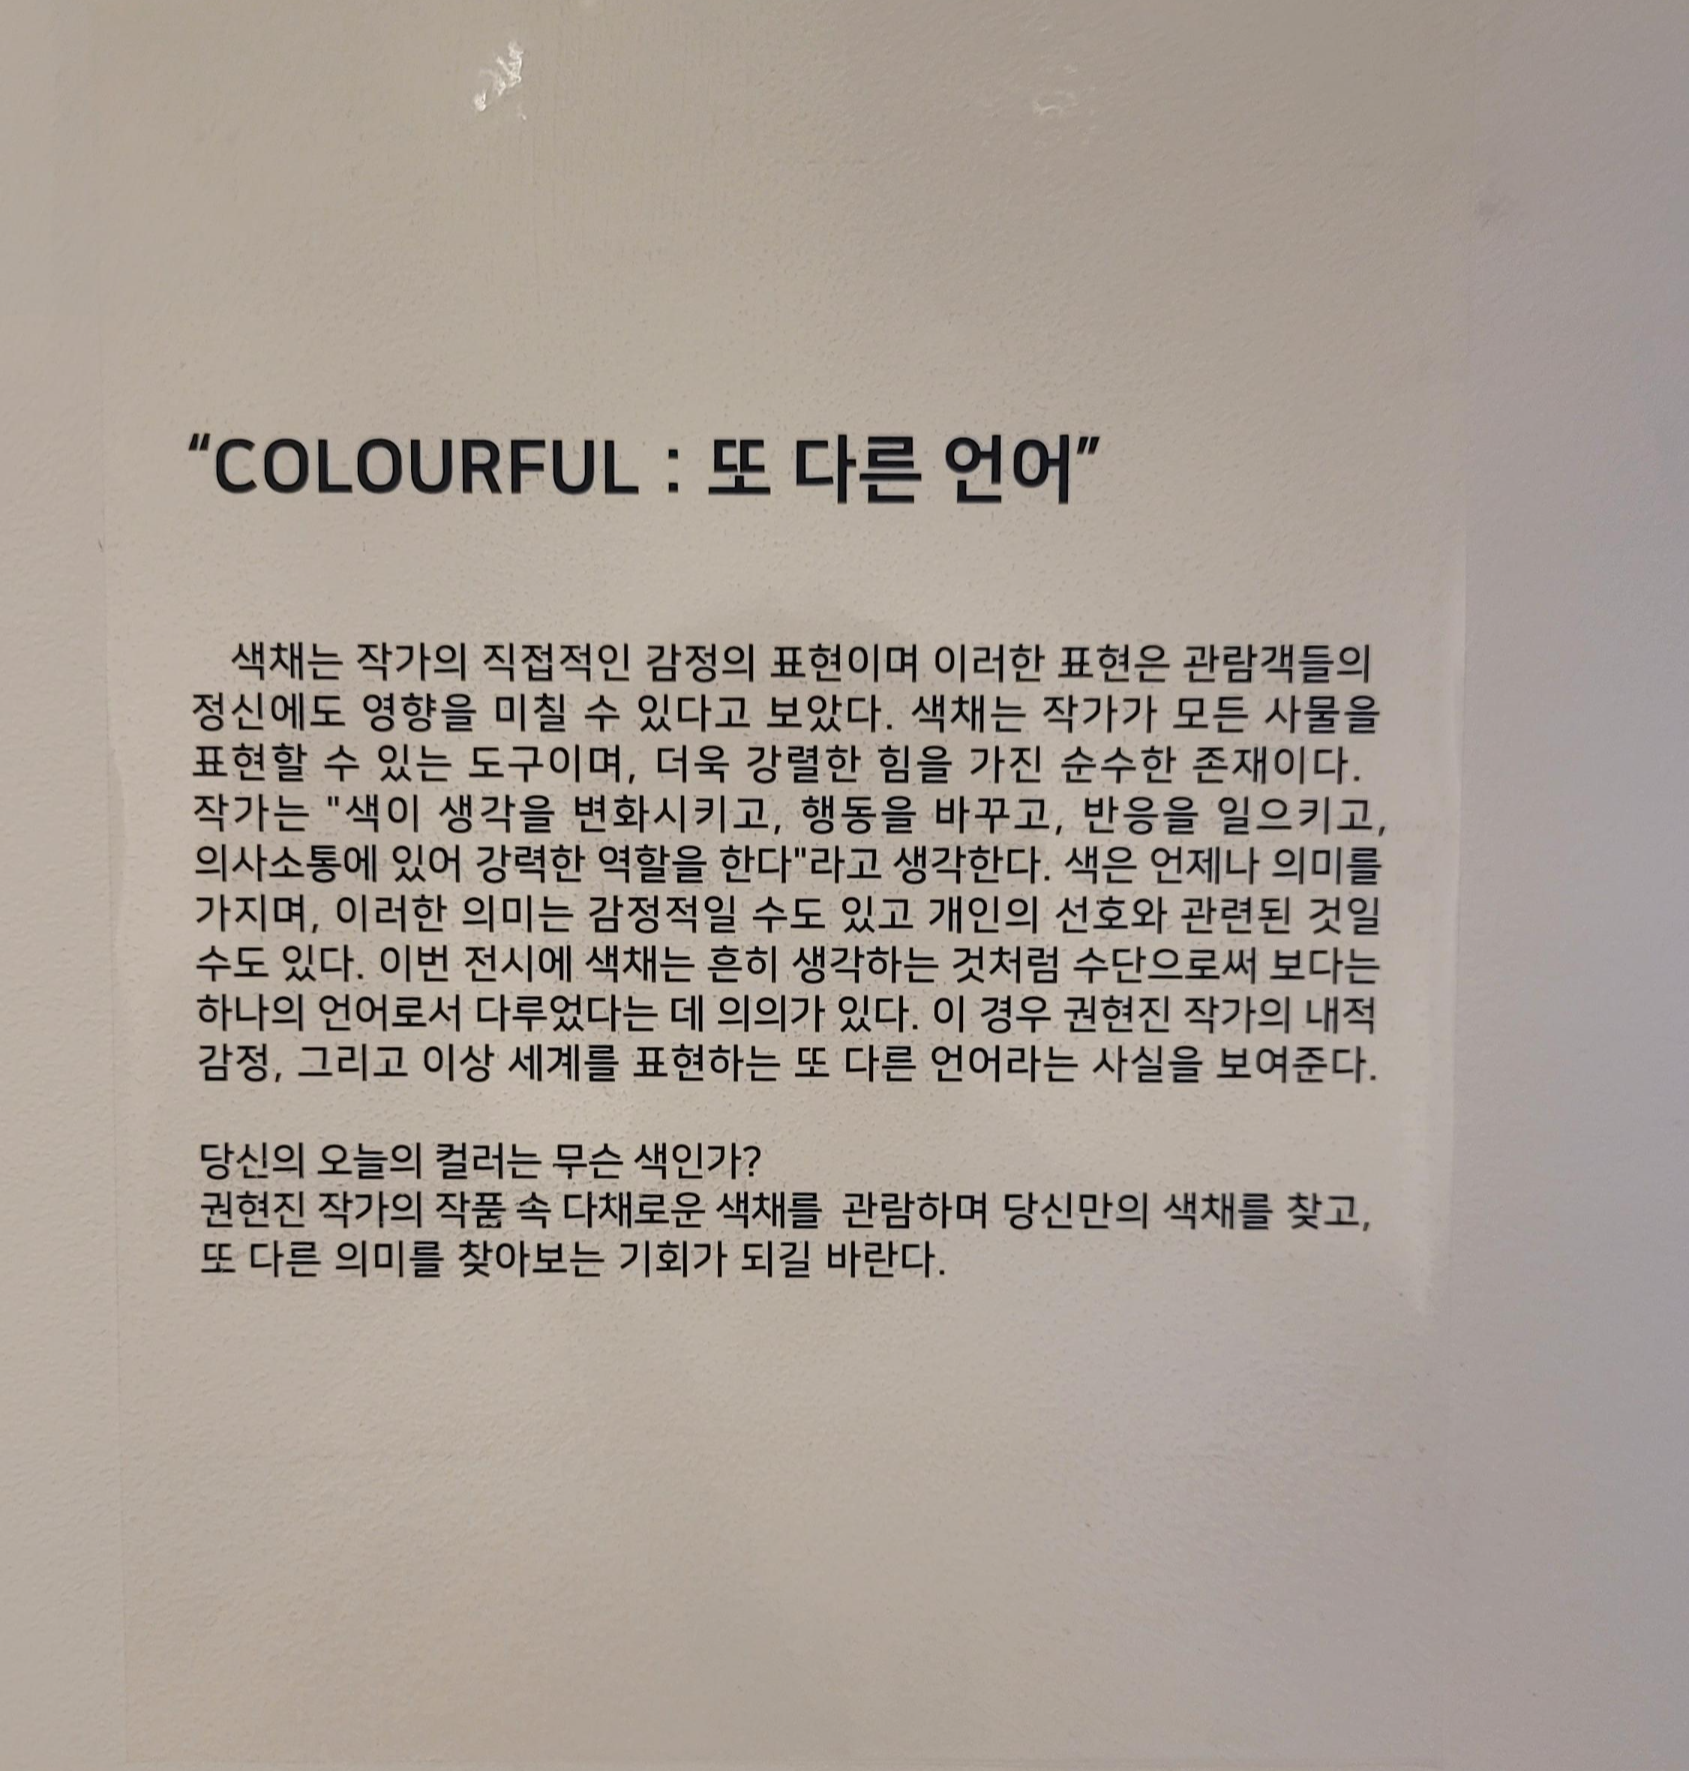 “COLOURFUL : 또 다른 언어”
색채는 작가의 직접적인 감정의 표현이며 이러한 표현은 관람객들의
정신에도 영향을 미칠 수 있다고 보았다. 색채는 작가가 모든 사물을
표현할 수 있는 도구이며, 더욱 강렬한 힘을 가진 순수한 존재이다.
작가는 "색이 생각을 변화시키고, 행동을 바꾸고, 반응을 일으키고,
의사소통에 있어 강력한 역할을 한다"라고 생각한다. 색은 언제나 의미를
가지며, 이러한 의미는 감정적일 수도 있고 개인의 선호와 관련된 것일
수도 있다. 이번 전시에 색채는 흔히 생각하는 것처럼 수단으로써 보다는
하나의 언어로서 다루었다는 데 의의가 있다. 이 경우 권현진 작가의 내적
감정, 그리고 이상 세계를 표현하는 또 다른 언어라는 사실을 보여준다.
당신의 오늘의 컬러는 무슨 색인가?
권현진 작가의 작품 속 다채로운 색채를 관람하며 당신만의 색채를 찾고,
또 다른 의미를 찾아보는 기회가 되길 바란다.